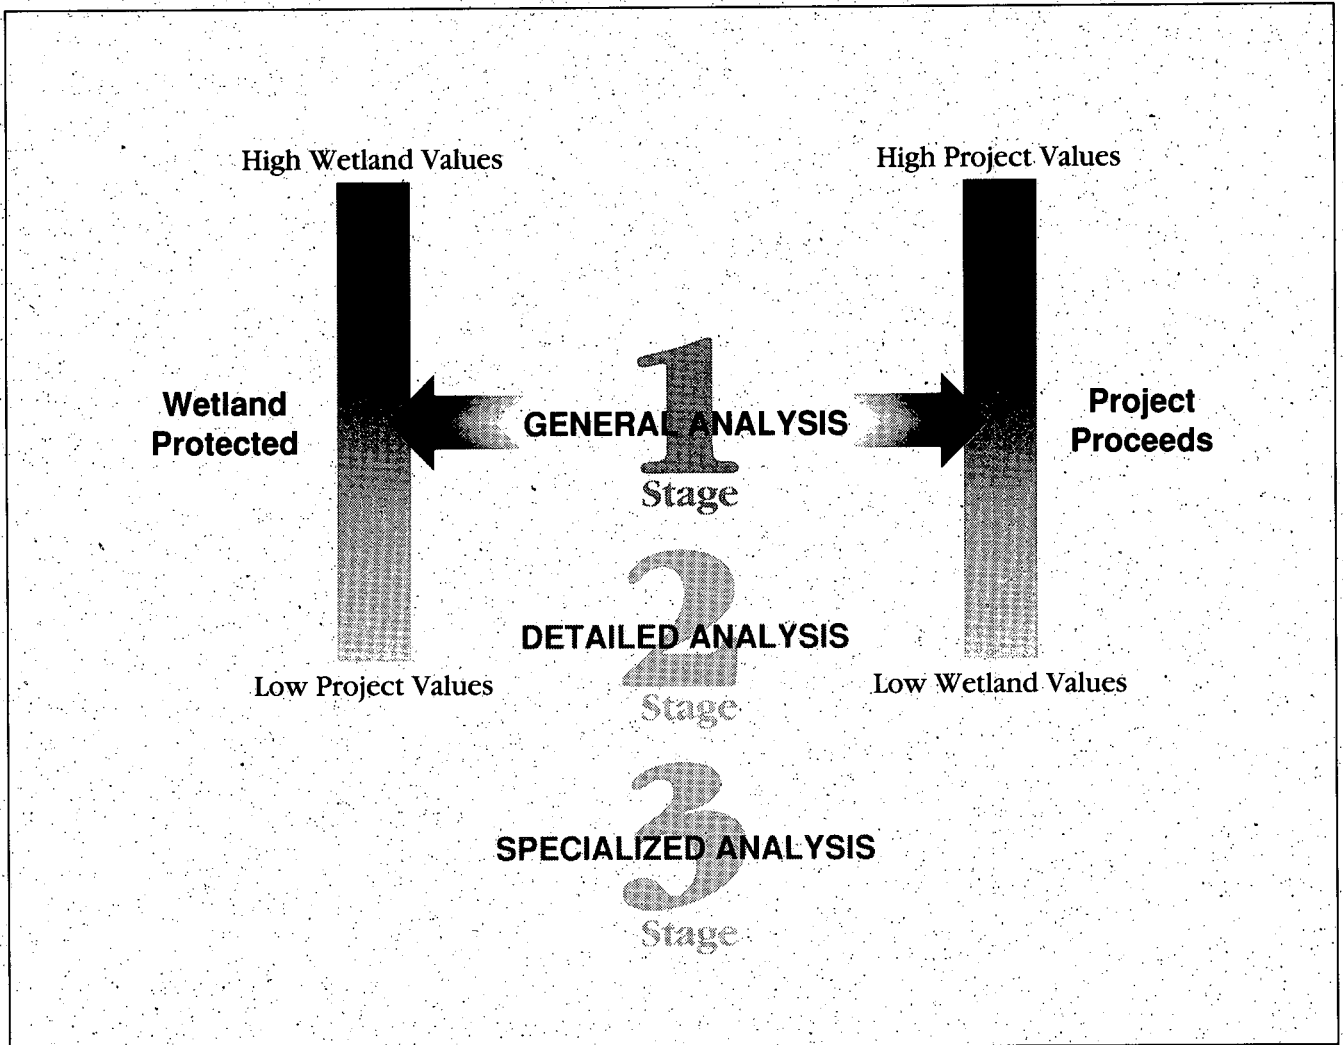 High Wetland Values
High Project Values
Wetland
Protected
1
GENERAL ANALYSIS
Stage
Project
Proceeds
2
DETAILED ANALYSIS
Stage
Low Project Values
Low Wetland Values
3
SPECIALIZED ANALYSIS
Stage